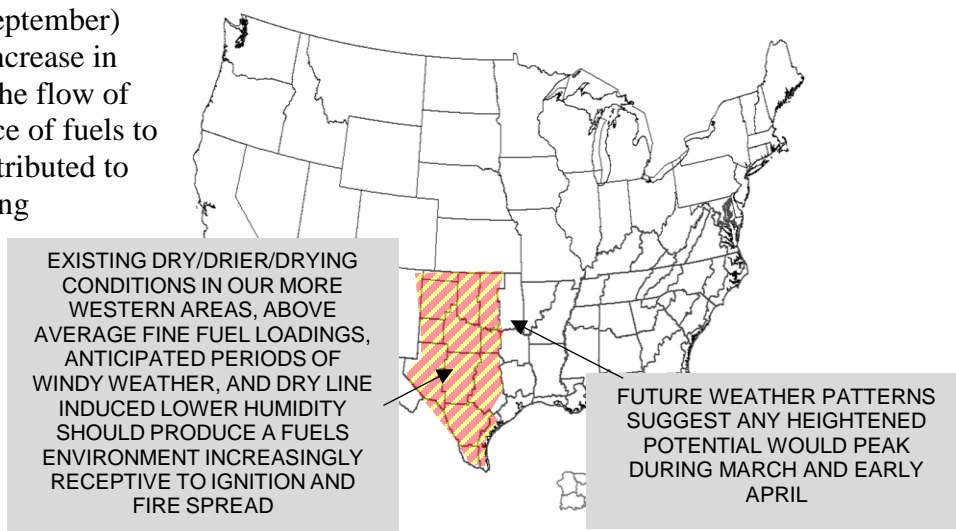 eptember)
ncrease in
he flow of
ce of fuels to
tributed to
ng
EXISTING DRY/DRIER/DRYING
CONDITIONS IN OUR MORE
WESTERN AREAS, ABOVE
AVERAGE FINE FUEL LOADINGS,
ANTICIPATED PERIODS OF
WINDY WEATHER, AND DRY LINE
INDUCED LOWER HUMIDITY
SHOULD PRODUCE A FUELS
ENVIRONMENT INCREASINGLY
RECEPTIVE TO IGNITION AND
FIRE SPREAD
FUTURE WEATHER PATTERNS
SUGGEST ANY HEIGHTENED
POTENTIAL WOULD PEAK
DURING MARCH AND EARLY
APRIL